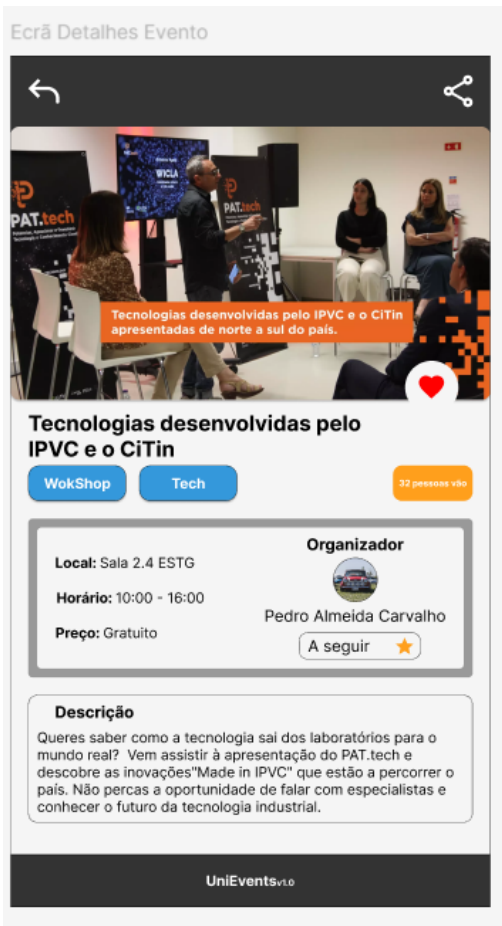 Ecrã Detalhes Evento
PAT.tech
WICLA
PAT.tech
Tecnologias desenvolvidas pelo IPVC e o CiTin
apresentadas de norte a sul do país.
Tecnologias desenvolvidas pelo
IPVC e o CiTin
WokShop
Tech
32 pessoas vão
Organizador
Local: Sala 2.4 ESTG
Horário: 10:00 - 16:00
Pedro Almeida Carvalho
Preço: Gratuito
A seguir
Descrição
Queres saber como a tecnologia sai dos laboratórios para o
mundo real?  Vem assistir à apresentação do PAT.tech e
descobre as inovações"Made in IPVC" que estão a percorrer o
país. Não percas a oportunidade de falar com especialistas e
conhecer o futuro da tecnologia industrial.
UniEventsv1.0